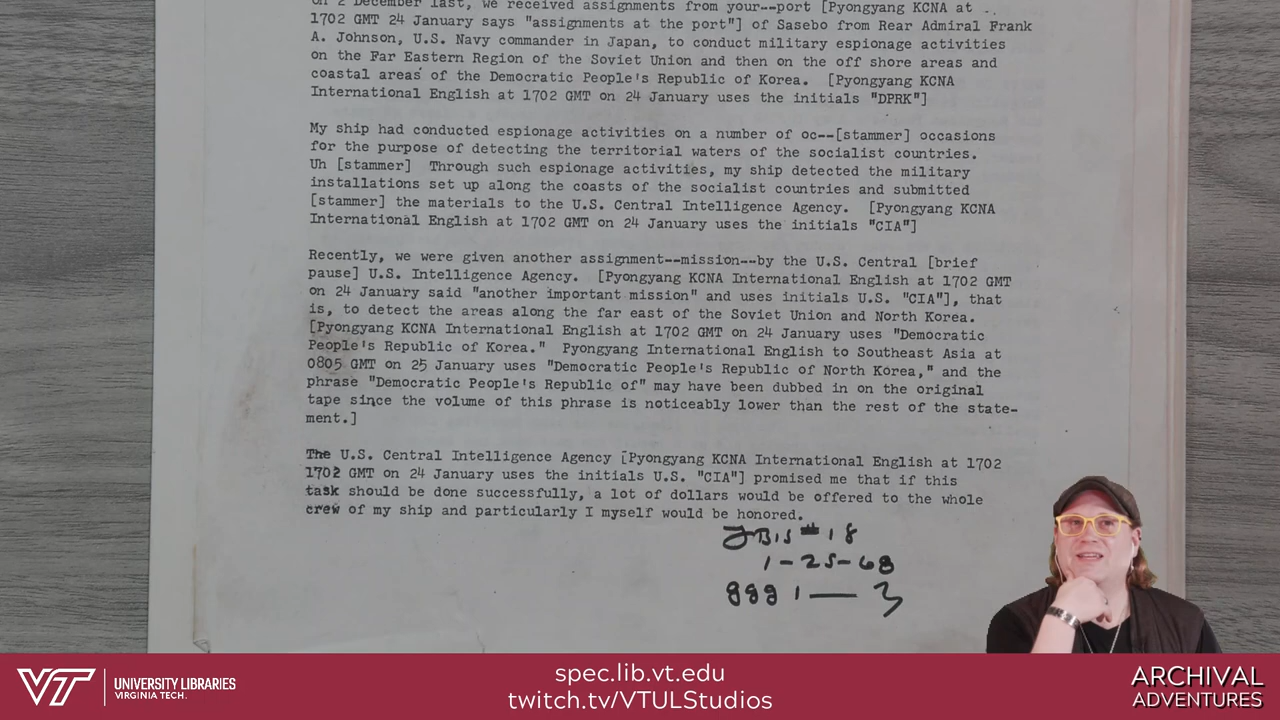 On 2 December last, we received assignments from your--port [Pyongyang KCNA at
1702 GMT 24 January says "assignments at the port"] of Sasebo from Rear Admiral Frank
A. Johnson, U.S. Navy commander in Japan, to conduct military espionage activities
on the Far Eastern Region of the Soviet Union and then on the off shore areas and
coastal areas of the Democratic People's Republic of Korea. [Pyongyang KCNA
International English at 1702 GMT on 24 January uses the initials "DPRK"]
My ship had conducted espionage activities on a number of oc--[stammer] occasions
for the purpose of detecting the territorial waters of the socialist countries.
Uh [stammer] Through such espionage activities, my ship detected the military
installations set up along the coasts of the socialist countries and submitted
[stammer] the materials to the U.S. Central Intelligence Agency. [Pyongyang KCNA
International English at 1702 GMT on 24 January uses the initials "CIA"]
Recently, we were given another assignment--mission--by the U.S. Central [brief
pause] U.S. Intelligence Agency. [Pyongyang KCNA International English at 1702 GMT
on 24 January said "another important mission" and uses initials U.S. "CIA"], that
is, to detect the areas along the far east of the Soviet Union and North Korea.
[Pyongyang KCNA International English at 1702 GMT on 24 January uses "Democratic
People's Republic of Korea." Pyongyang International English to Southeast Asia at
0805 GMT on 25 January uses "Democratic People's Republic of North Korea," and the
phrase "Democratic People's Republic of" may have been dubbed in on the original
tape since the volume of this phrase is noticeably lower than the rest of the state-
ment.]
The U.S. Central Intelligence Agency [Pyongyang KCNA International English at 1702
1702 GMT on 24 January uses the initials U.S. "CIA"] promised me that if this
task should be done successfully, a lot of dollars would be offered to the whole
crew of my ship and particularly I myself would be honored.
FBIS #18
1-25-68
ggg 1—3
VT UNIVERSITY LIBRARIES
VIRGINIA TECH.
spec.lib.vt.edu
twitch.tv/VTULStudios
ARCHIVAL
ADVENTURES